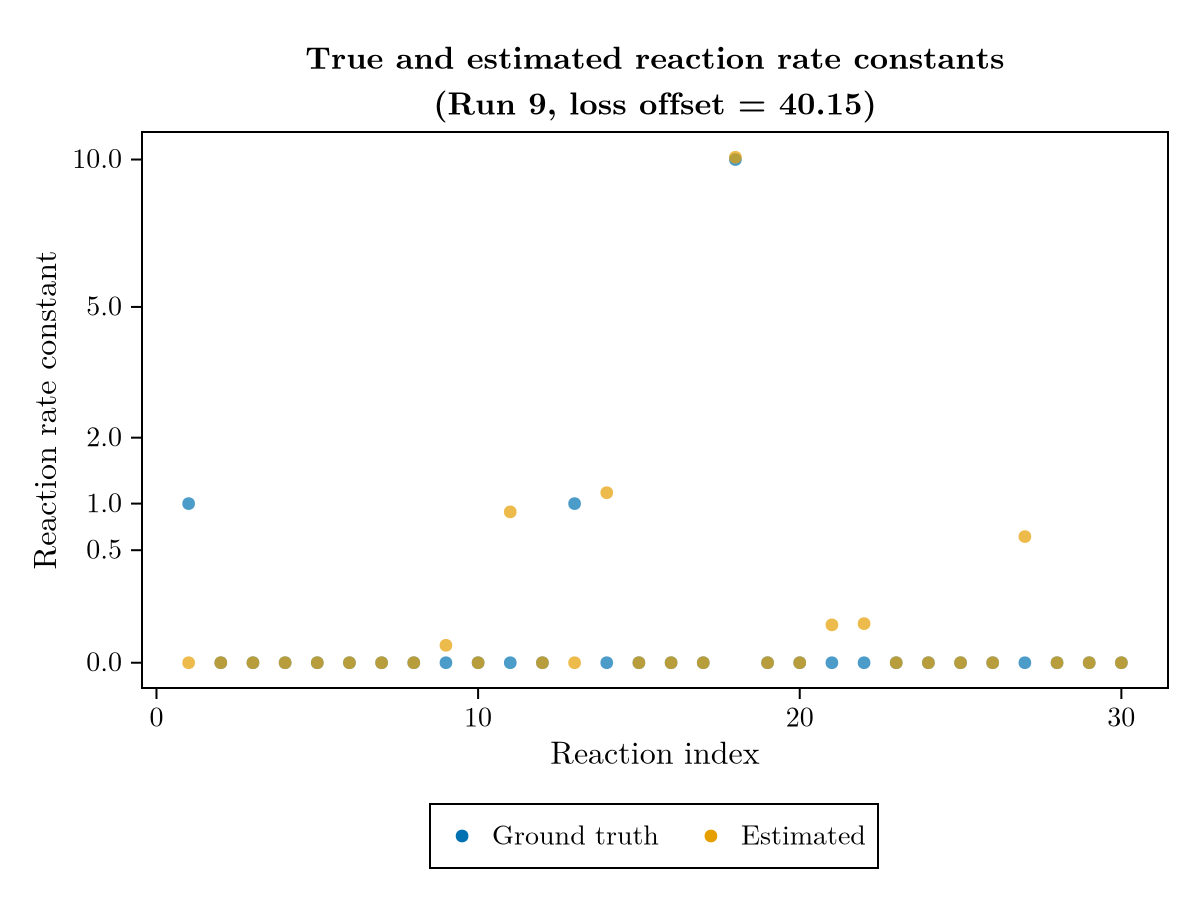 True and estimated reaction rate constants
(Run 9, loss offset = 40.15)
Reaction rate constant
10.0
5.0
2.0
1.0
0.5
0.0
0 10 20 30
Reaction index
Ground truth Estimated